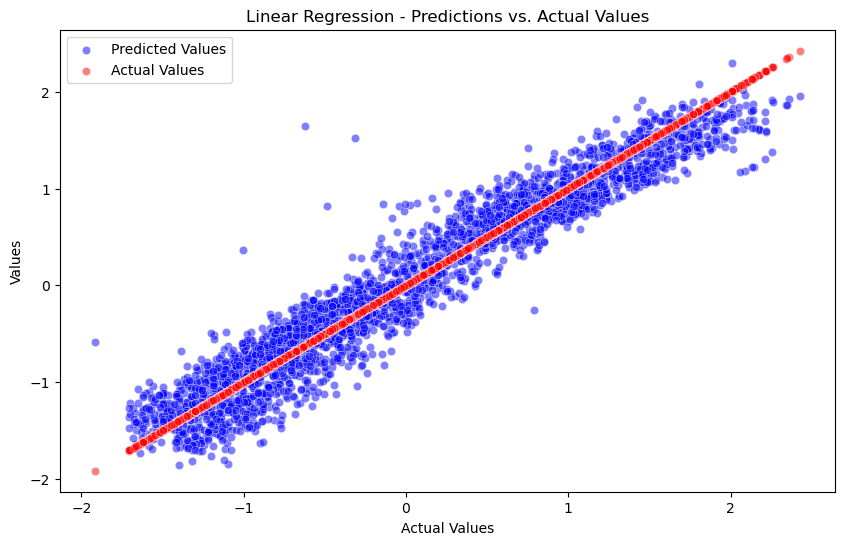 Linear Regression - Predictions vs. Actual Values
Predicted Values
Actual Values
Values
2
1
0
−1
−2
−2
−1
0
1
2
Actual Values